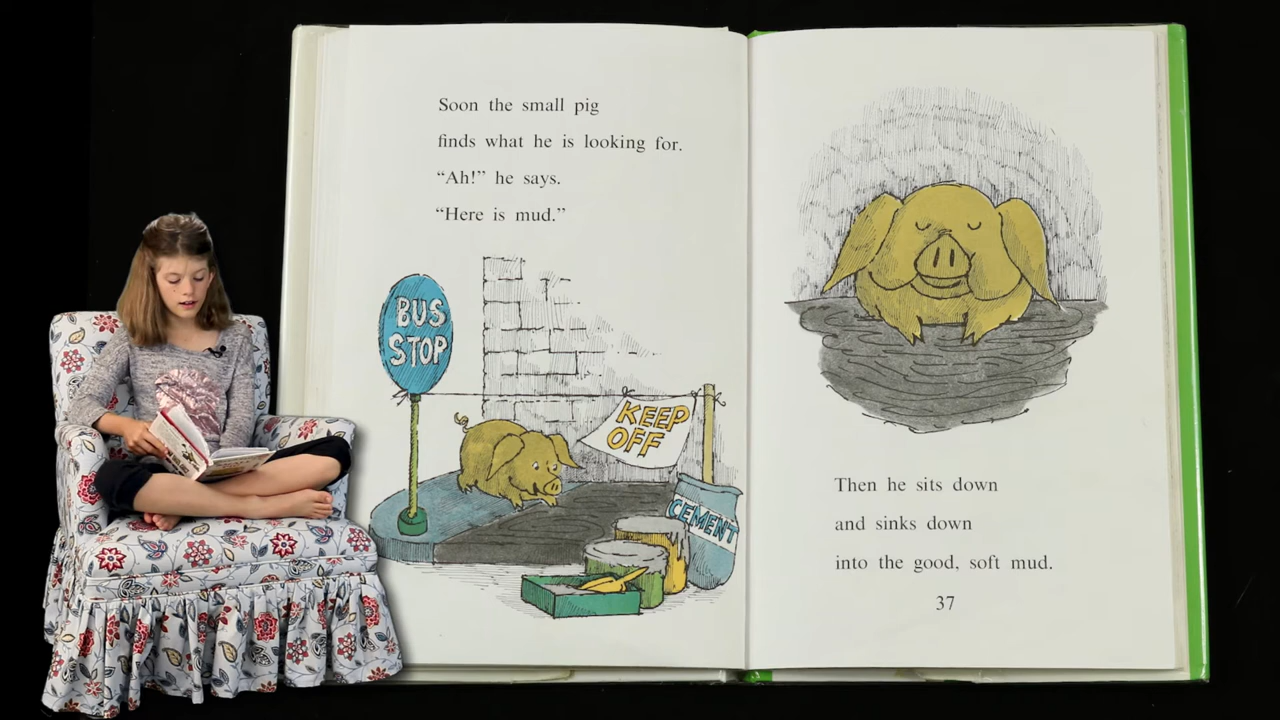 Soon the small pig
finds what he is looking for.
“Ah!” he says.
“Here is mud.”
BUS
STOP
KEEP
OFF
CEMENT
Then he sits down
and sinks down
into the good, soft mud.
37